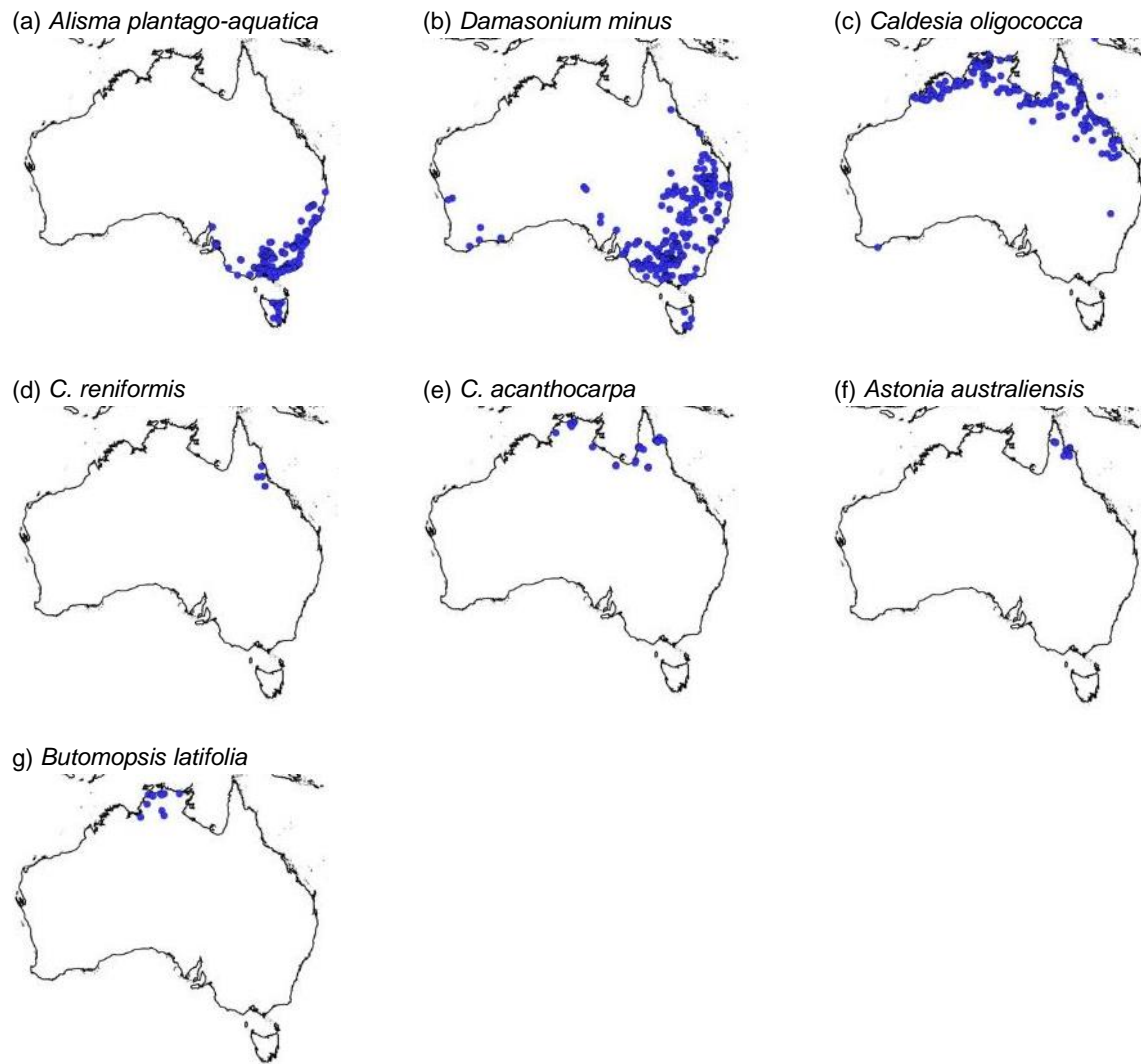 (a) Alisma plantago-aquatica
(b) Damasonium minus
(c) Caldesia oligococca
(d) C. reniformis
(e) C. acanthocarpa
(f) Astonia australiensis
g) Butomopsis latifolia